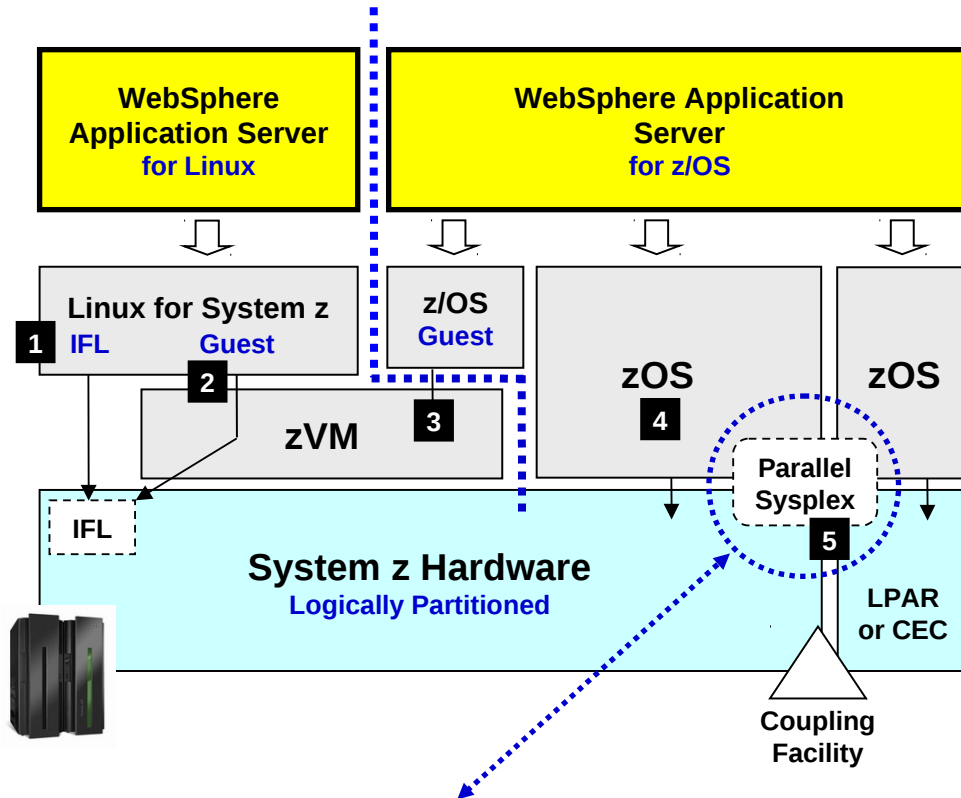 WebSphere
Application Server
for Linux
WebSphere Application
Server
for z/OS
Linux for System z
1 IFL Guest
2
z/OS
Guest
3
zVM
zOS
4
zOS
Parallel
Sysplex
5
IFL
System z Hardware
Logically Partitioned
LPAR
or CEC
Coupling
Facility